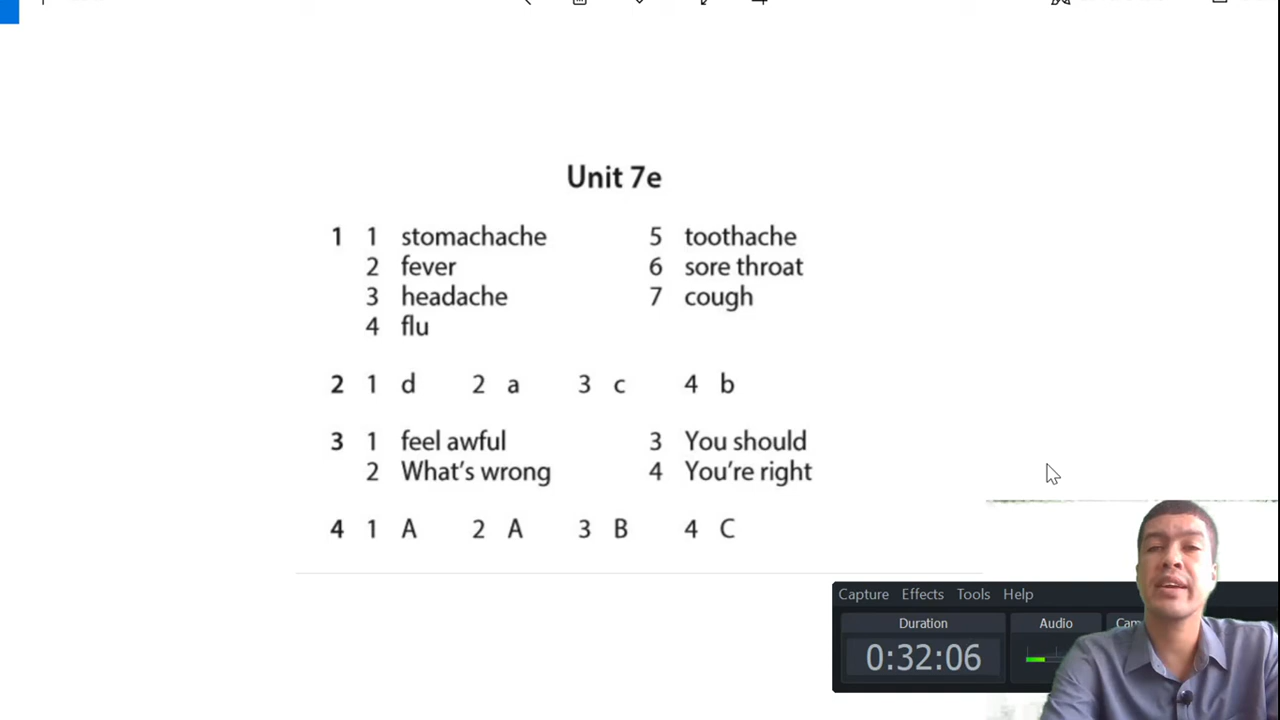 Unit 7e
1 1 stomachache 5 toothache
2 fever 6 sore throat
3 headache 7 cough
4 flu
2 1 d 2 a 3 c 4 b
3 1 feel awful 3 You should
2 What's wrong 4 You're right
4 1 A 2 A 3 B 4 C
Capture Effects Tools Help
Duration Audio
0:32:06